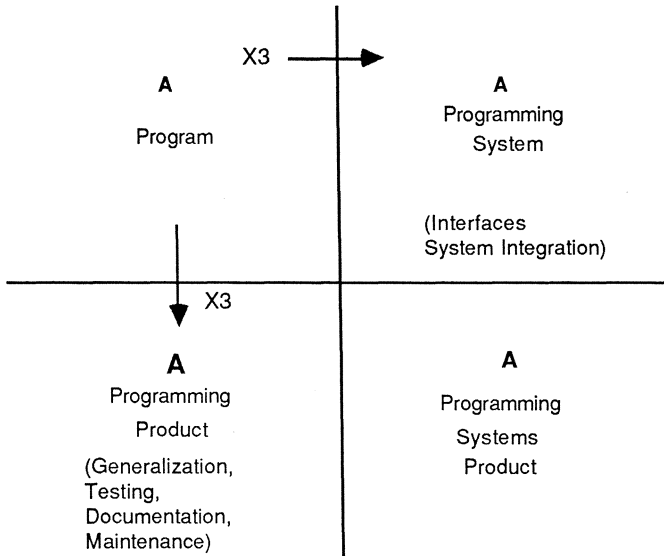 X3
A
Program
A
Programming
System
(Interfaces
System Integration)
X3
A
Programming
Product
(Generalization,
Testing,
Documentation,
Maintenance)
A
Programming
Systems
Product